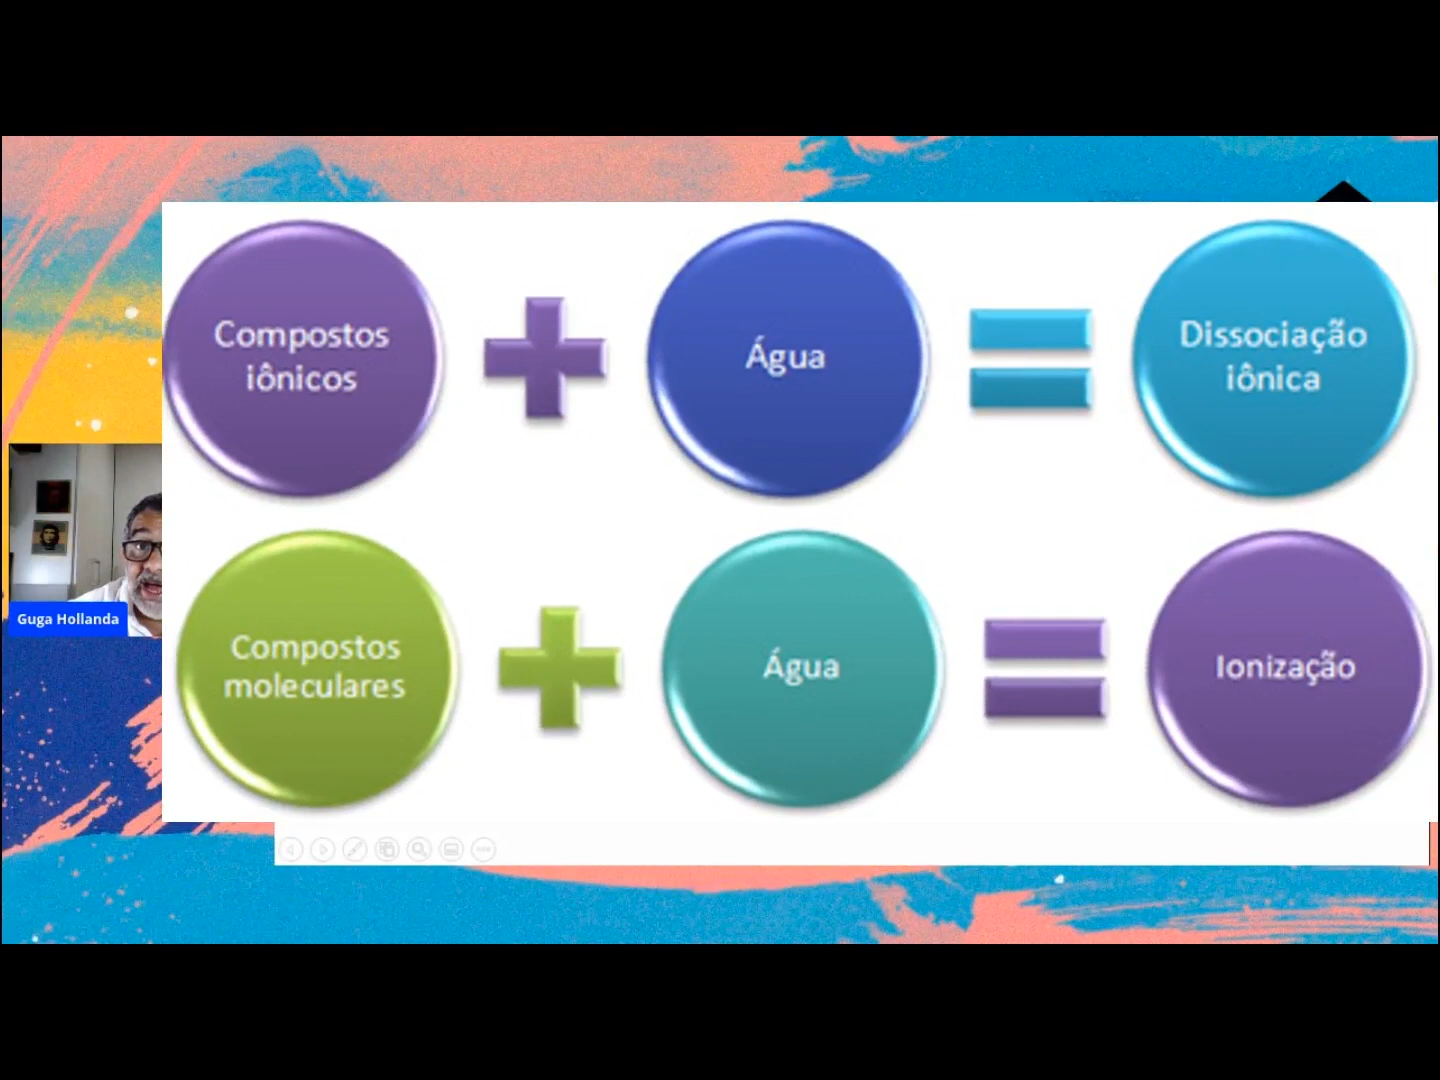 Compostos
iônicos
Água
Dissociação
iônica
Guga Hollanda
Compostos
moleculares
Água
Ionização